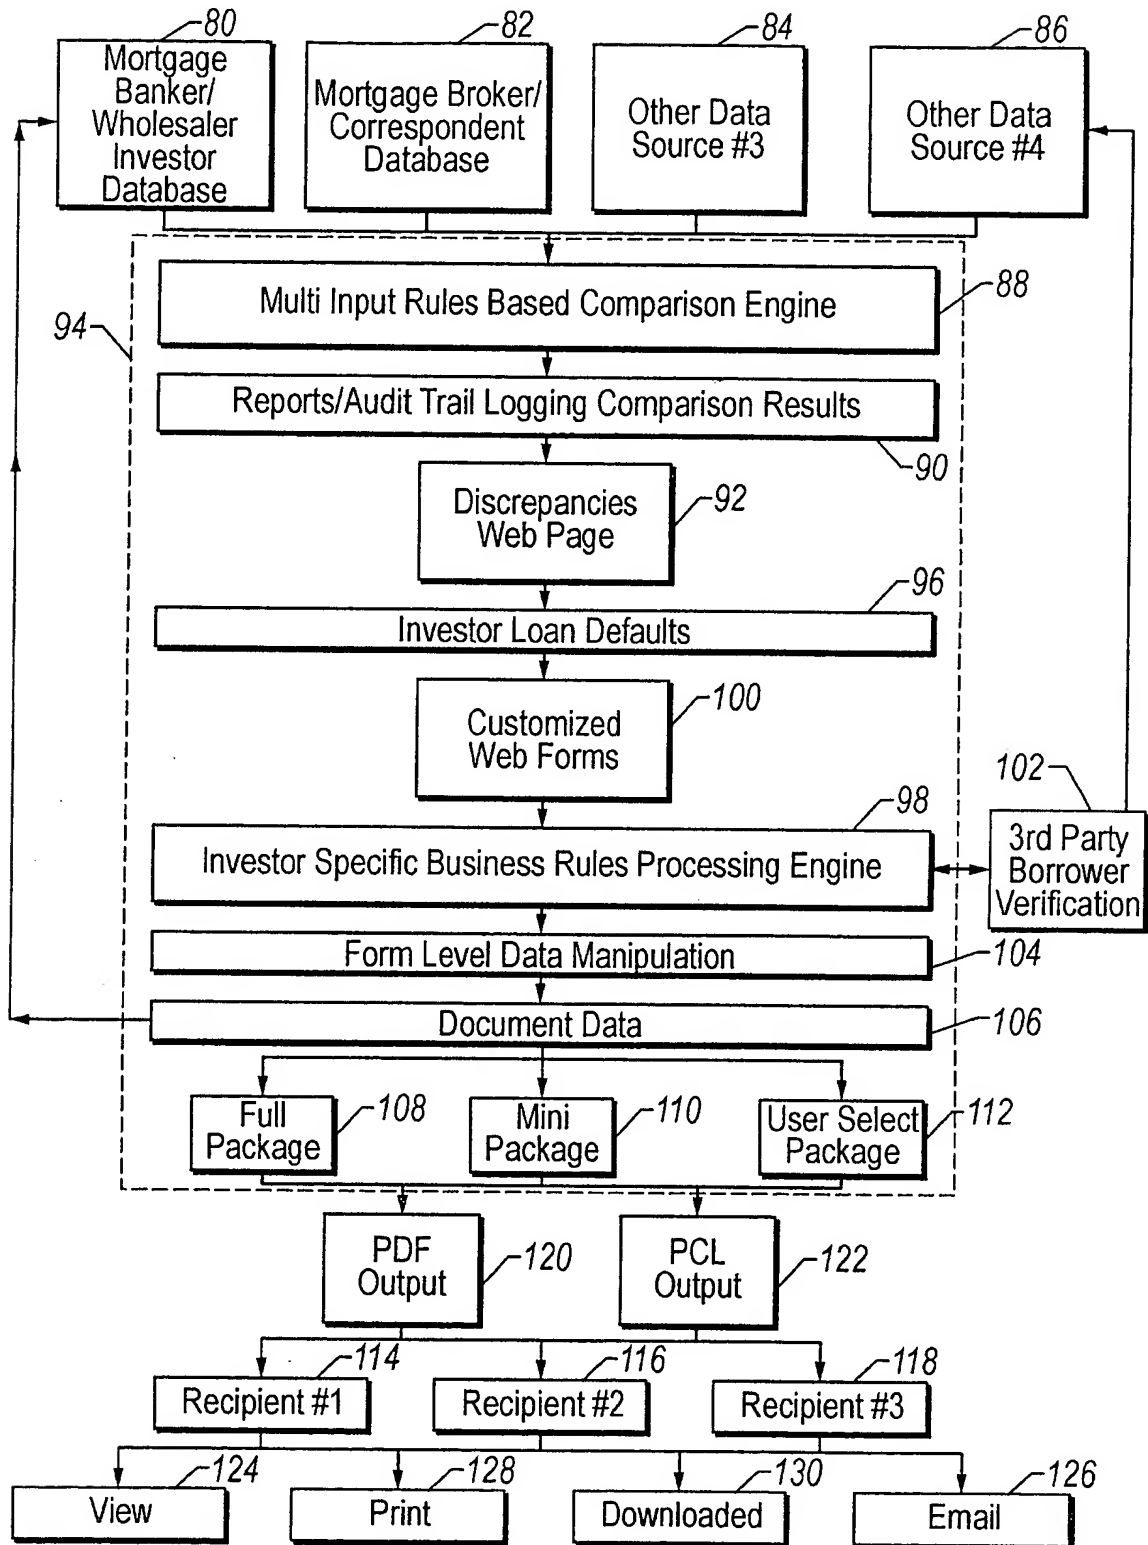 80
82
84
86
Mortgage
Banker/
Wholesaler
Investor
Database
Mortgage Broker/
Correspondent
Database
Other Data
Source #3
Other Data
Source #4
94
Multi Input Rules Based Comparison Engine
88
Reports/Audit Trail Logging Comparison Results
90
Discrepancies
Web Page
92
96
Investor Loan Defaults
100
Customized
Web Forms
98
102
Investor Specific Business Rules Processing Engine
3rd Party
Borrower
Verification
Form Level Data Manipulation
104
Document Data
106
Full
Package
108
Mini
Package
110
User Select
Package
112
PDF
Output
120
PCL
Output
122
114
116
118
Recipient #1
Recipient #2
Recipient #3
124
128
130
126
View
Print
Downloaded
Email